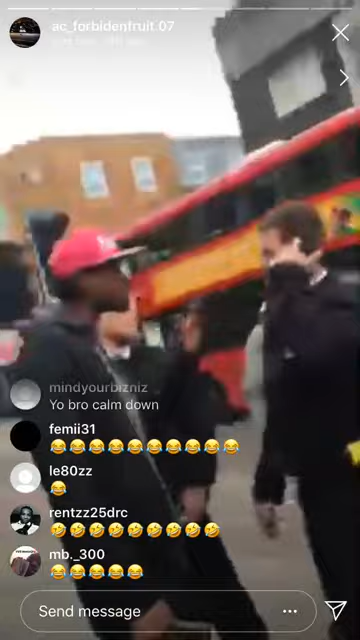 ac_forbidenfruit.07
mindyourbizniz
Yo bro calm down
femii31
😂😂😂😂😂😂😂😂😂😂
le80zz
😂
rentzz25drc
🤣🤣🤣🤣🤣🤣🤣🤣🤣
mb._300
😂😂😂😂😂
Send message